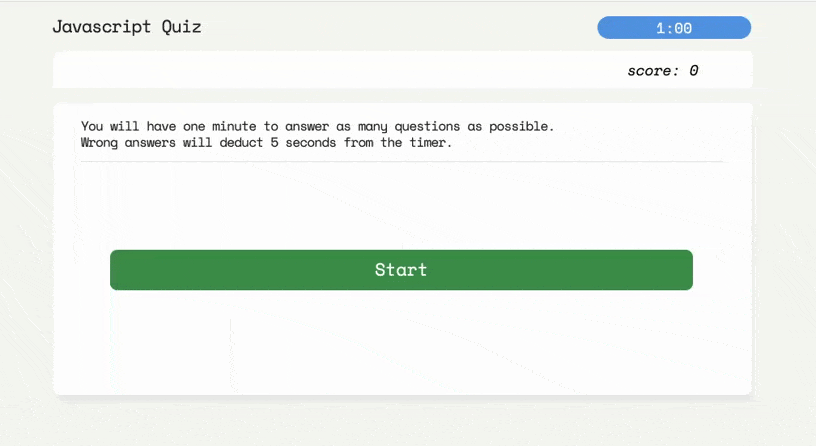 Javascript Quiz
1:00
score: 0
You will have one minute to answer as many questions as possible.
Wrong answers will deduct 5 seconds from the timer.
Start